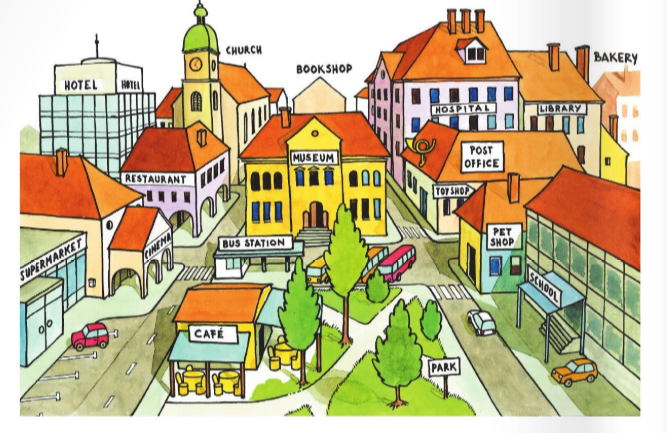 CHURCH
BOOKSHOP
BAKERY
HOTEL HOTEL
HOSPITAL
LIBRARY
MUSEUM
POST
OFFICE
RESTAURANT
TOYSHOP
CINEMA
BUS STATION
PET
SHOP
SUPERMARKET
SCHOOL
CAFÉ
PARK